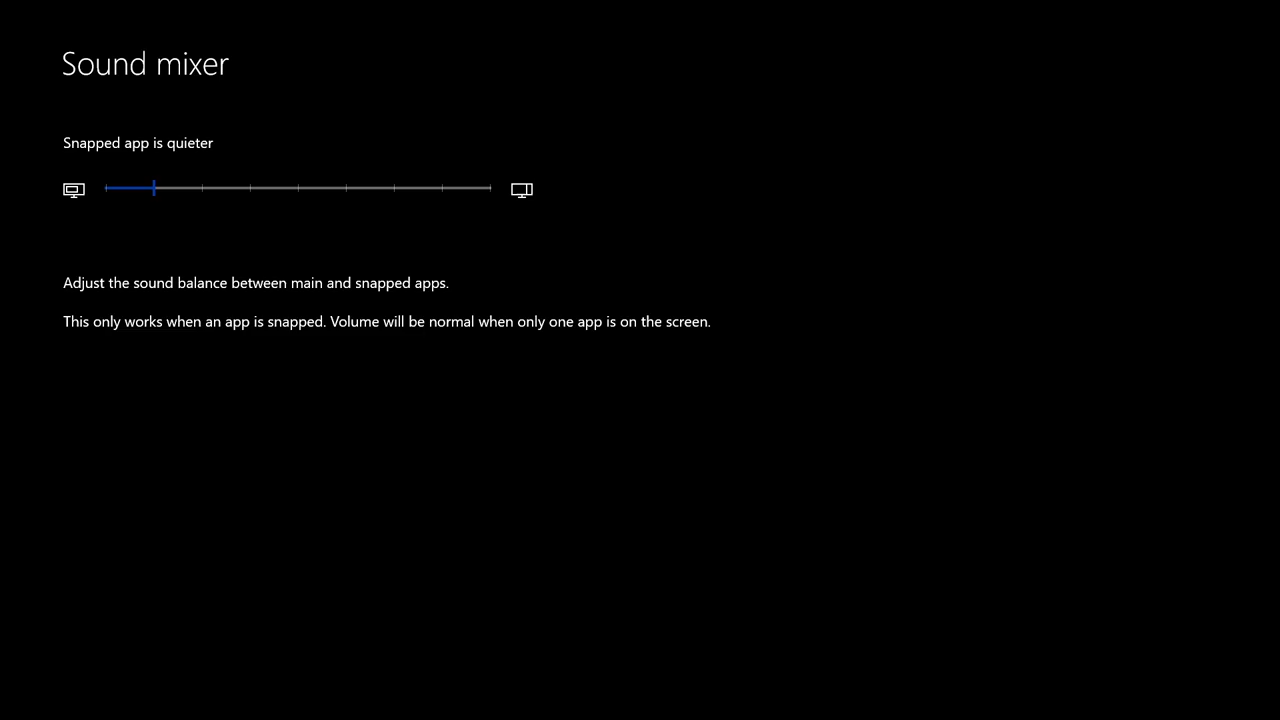 Sound mixer
Snapped app is quieter
Adjust the sound balance between main and snapped apps.
This only works when an app is snapped. Volume will be normal when only one app is on the screen.